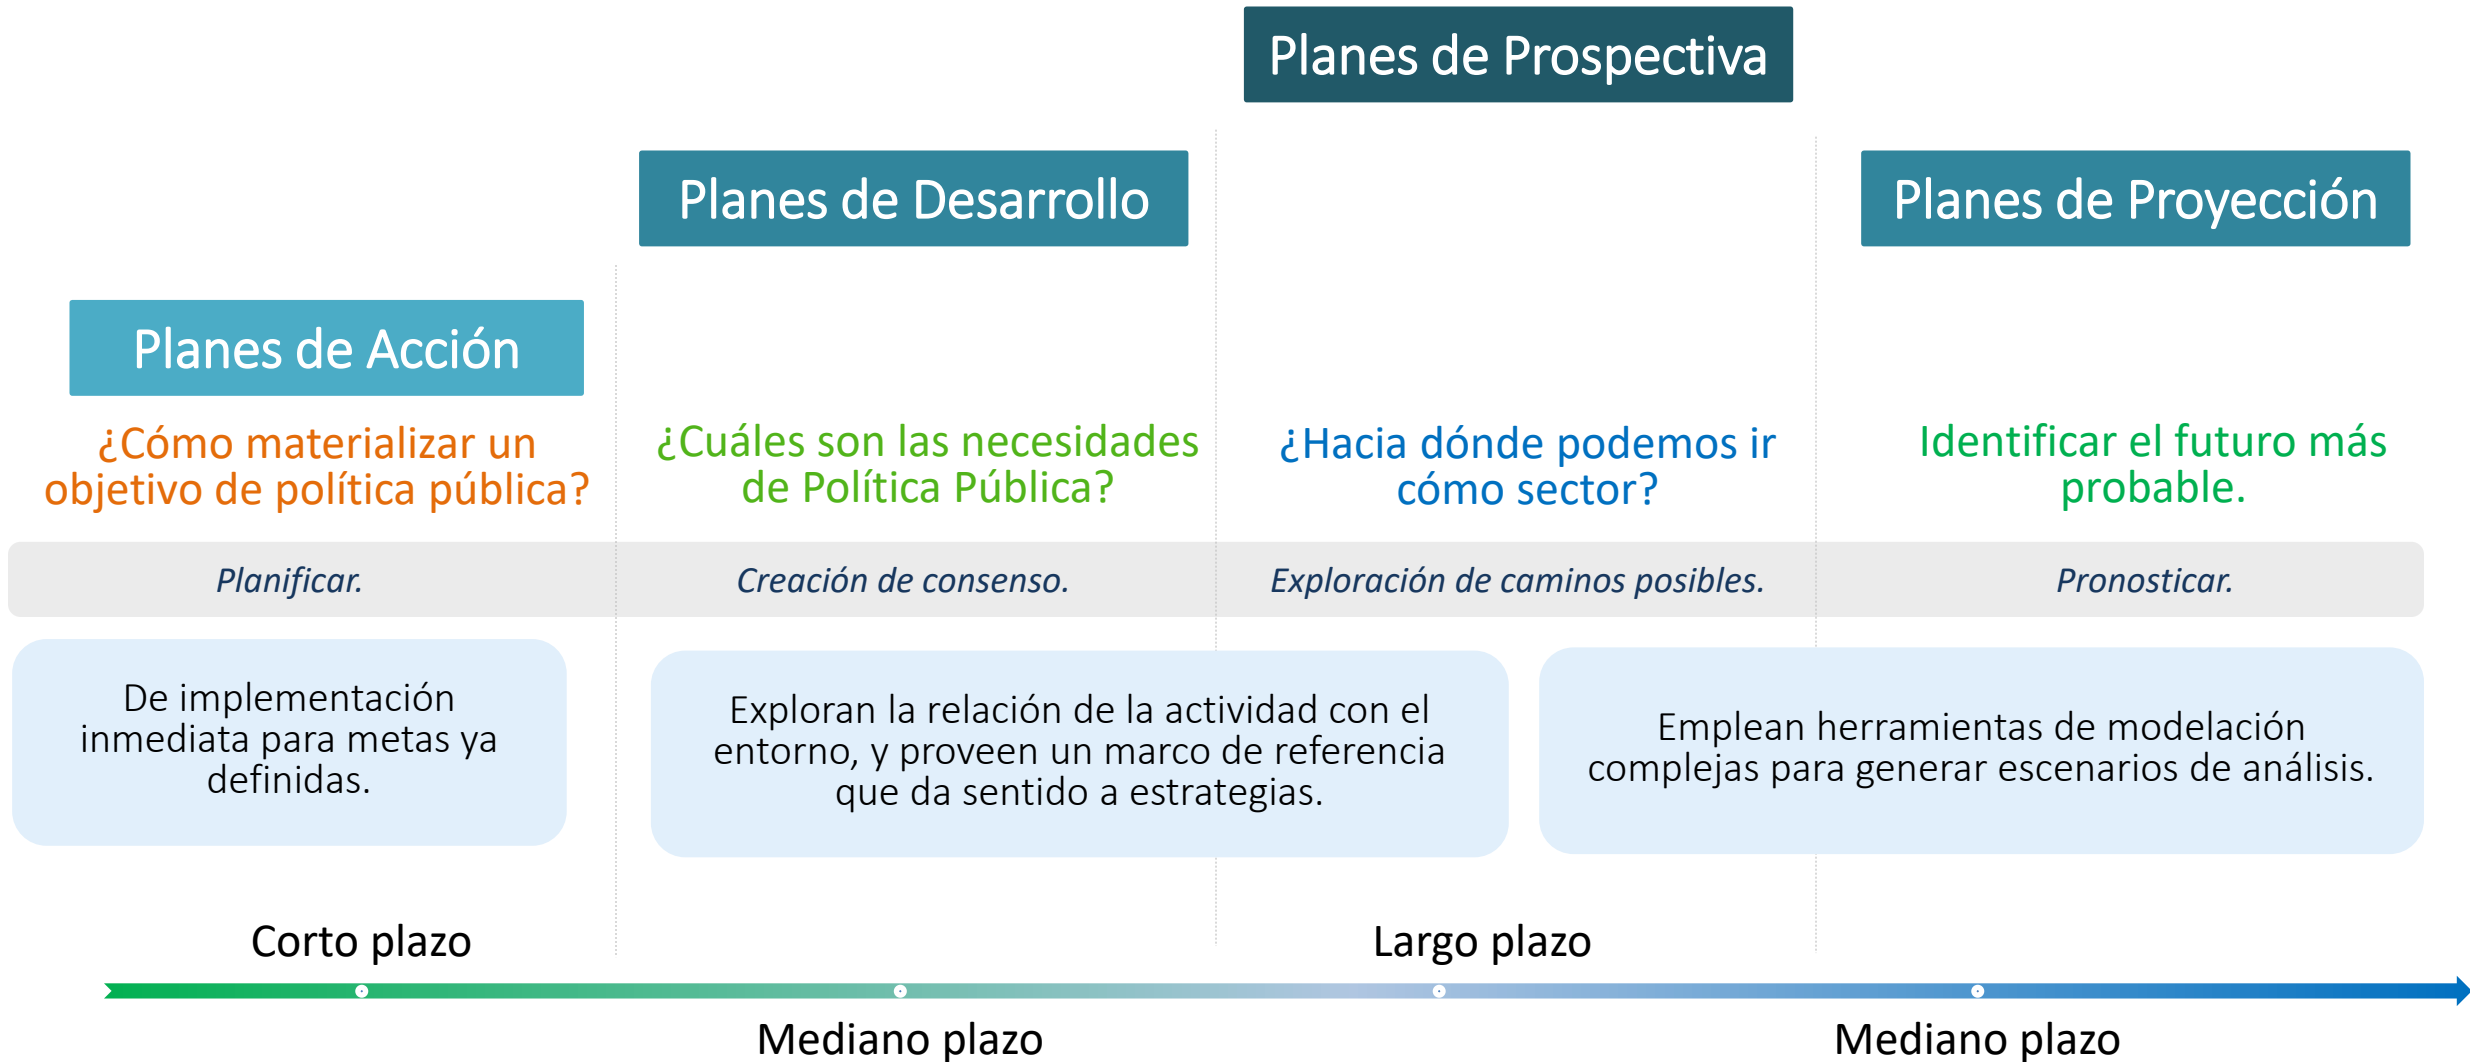 Planes de Prospectiva
Planes de Desarrollo
Planes de Proyección
Planes de Acción
¿Cómo materializar un
objetivo de política pública?
¿Cuáles son las necesidades
de Política Pública?
¿Hacia dónde podemos ir
cómo sector?
Identificar el futuro más
probable.
Planificar.
Creación de consenso.
Exploración de caminos posibles.
Pronosticar.
De implementación
inmediata para metas ya
definidas.
Exploran la relación de la actividad con el
entorno, y proveen un marco de referencia
que da sentido a estrategias.
Emplean herramientas de modelación
complejas para generar escenarios de análisis.
Corto plazo
Largo plazo
Mediano plazo
Mediano plazo